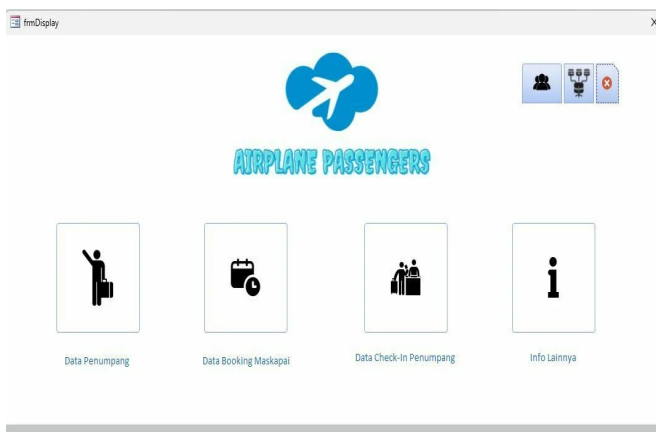 frmDisplay
AIRPLANE PASSENGERS
Data Penumpang
Data Booking Maskapai
Data Check-In Penumpang
Info Lainnya